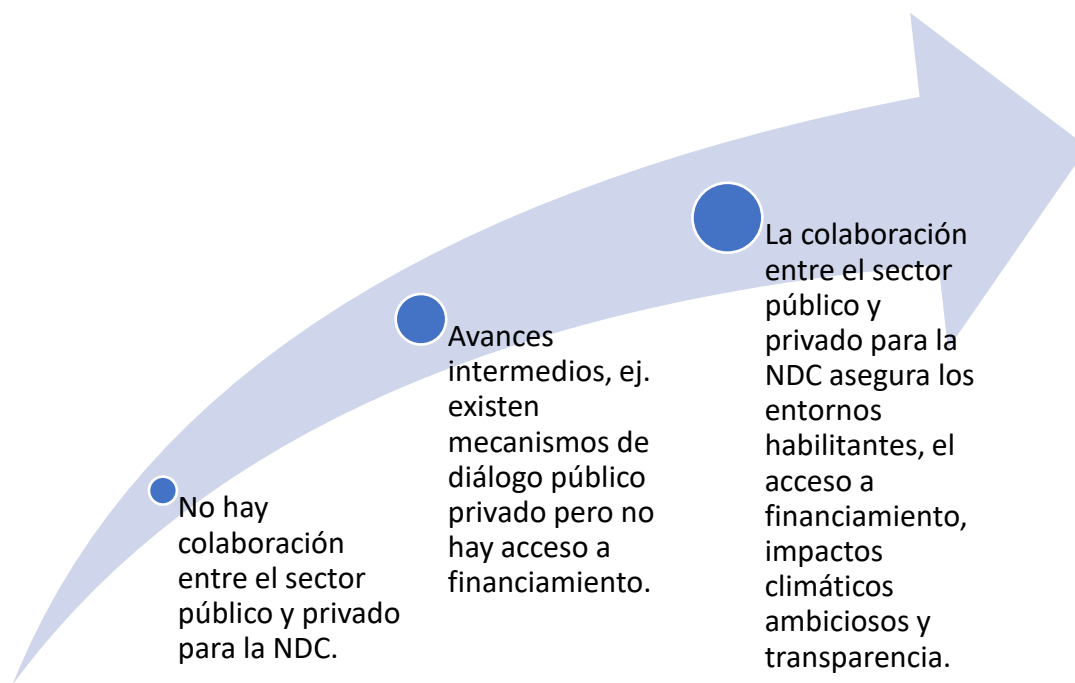 No hay
colaboración
entre el sector
público y privado
para la NDC.
Avances
intermedios, ej.
existen
mecanismos de
diálogo público
privado pero no
hay acceso a
financiamiento.
La colaboración
entre el sector
público y
privado para la
NDC asegura los
entornos
habilitantes, el
acceso a
financiamiento,
impactos
climáticos
ambiciosos y
transparencia.